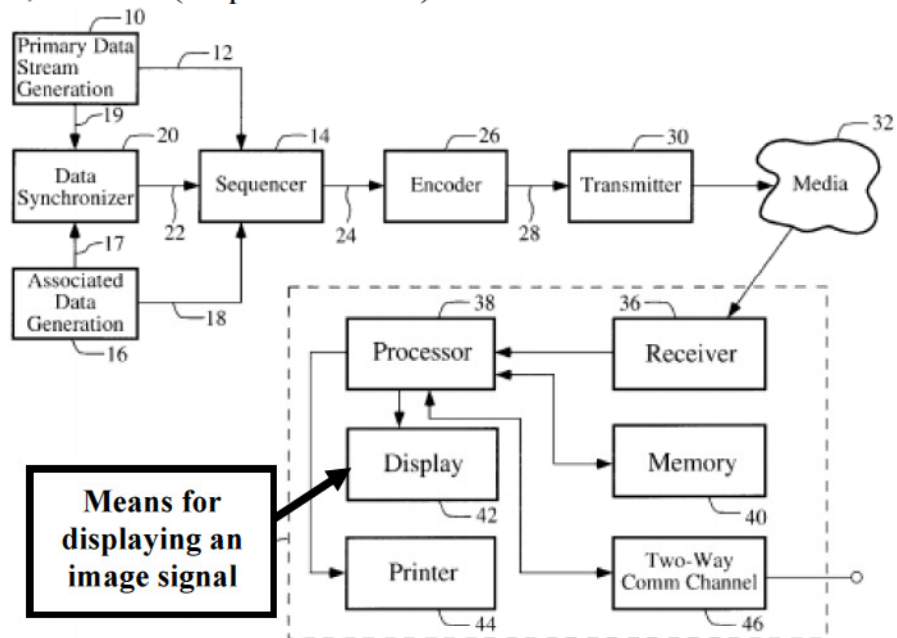 10
Primary Data
Stream
Generation
12
19
20
14
26
30
32
Data
Synchronizer
Sequencer
Encoder
Transmitter
Media
22
24
28
17
Associated
Data
Generation
18
16
38
36
Processor
Receiver
Display
Memory
42
40
Means for
displaying an
image signal
Printer
Two-Way
Comm Channel
44
46